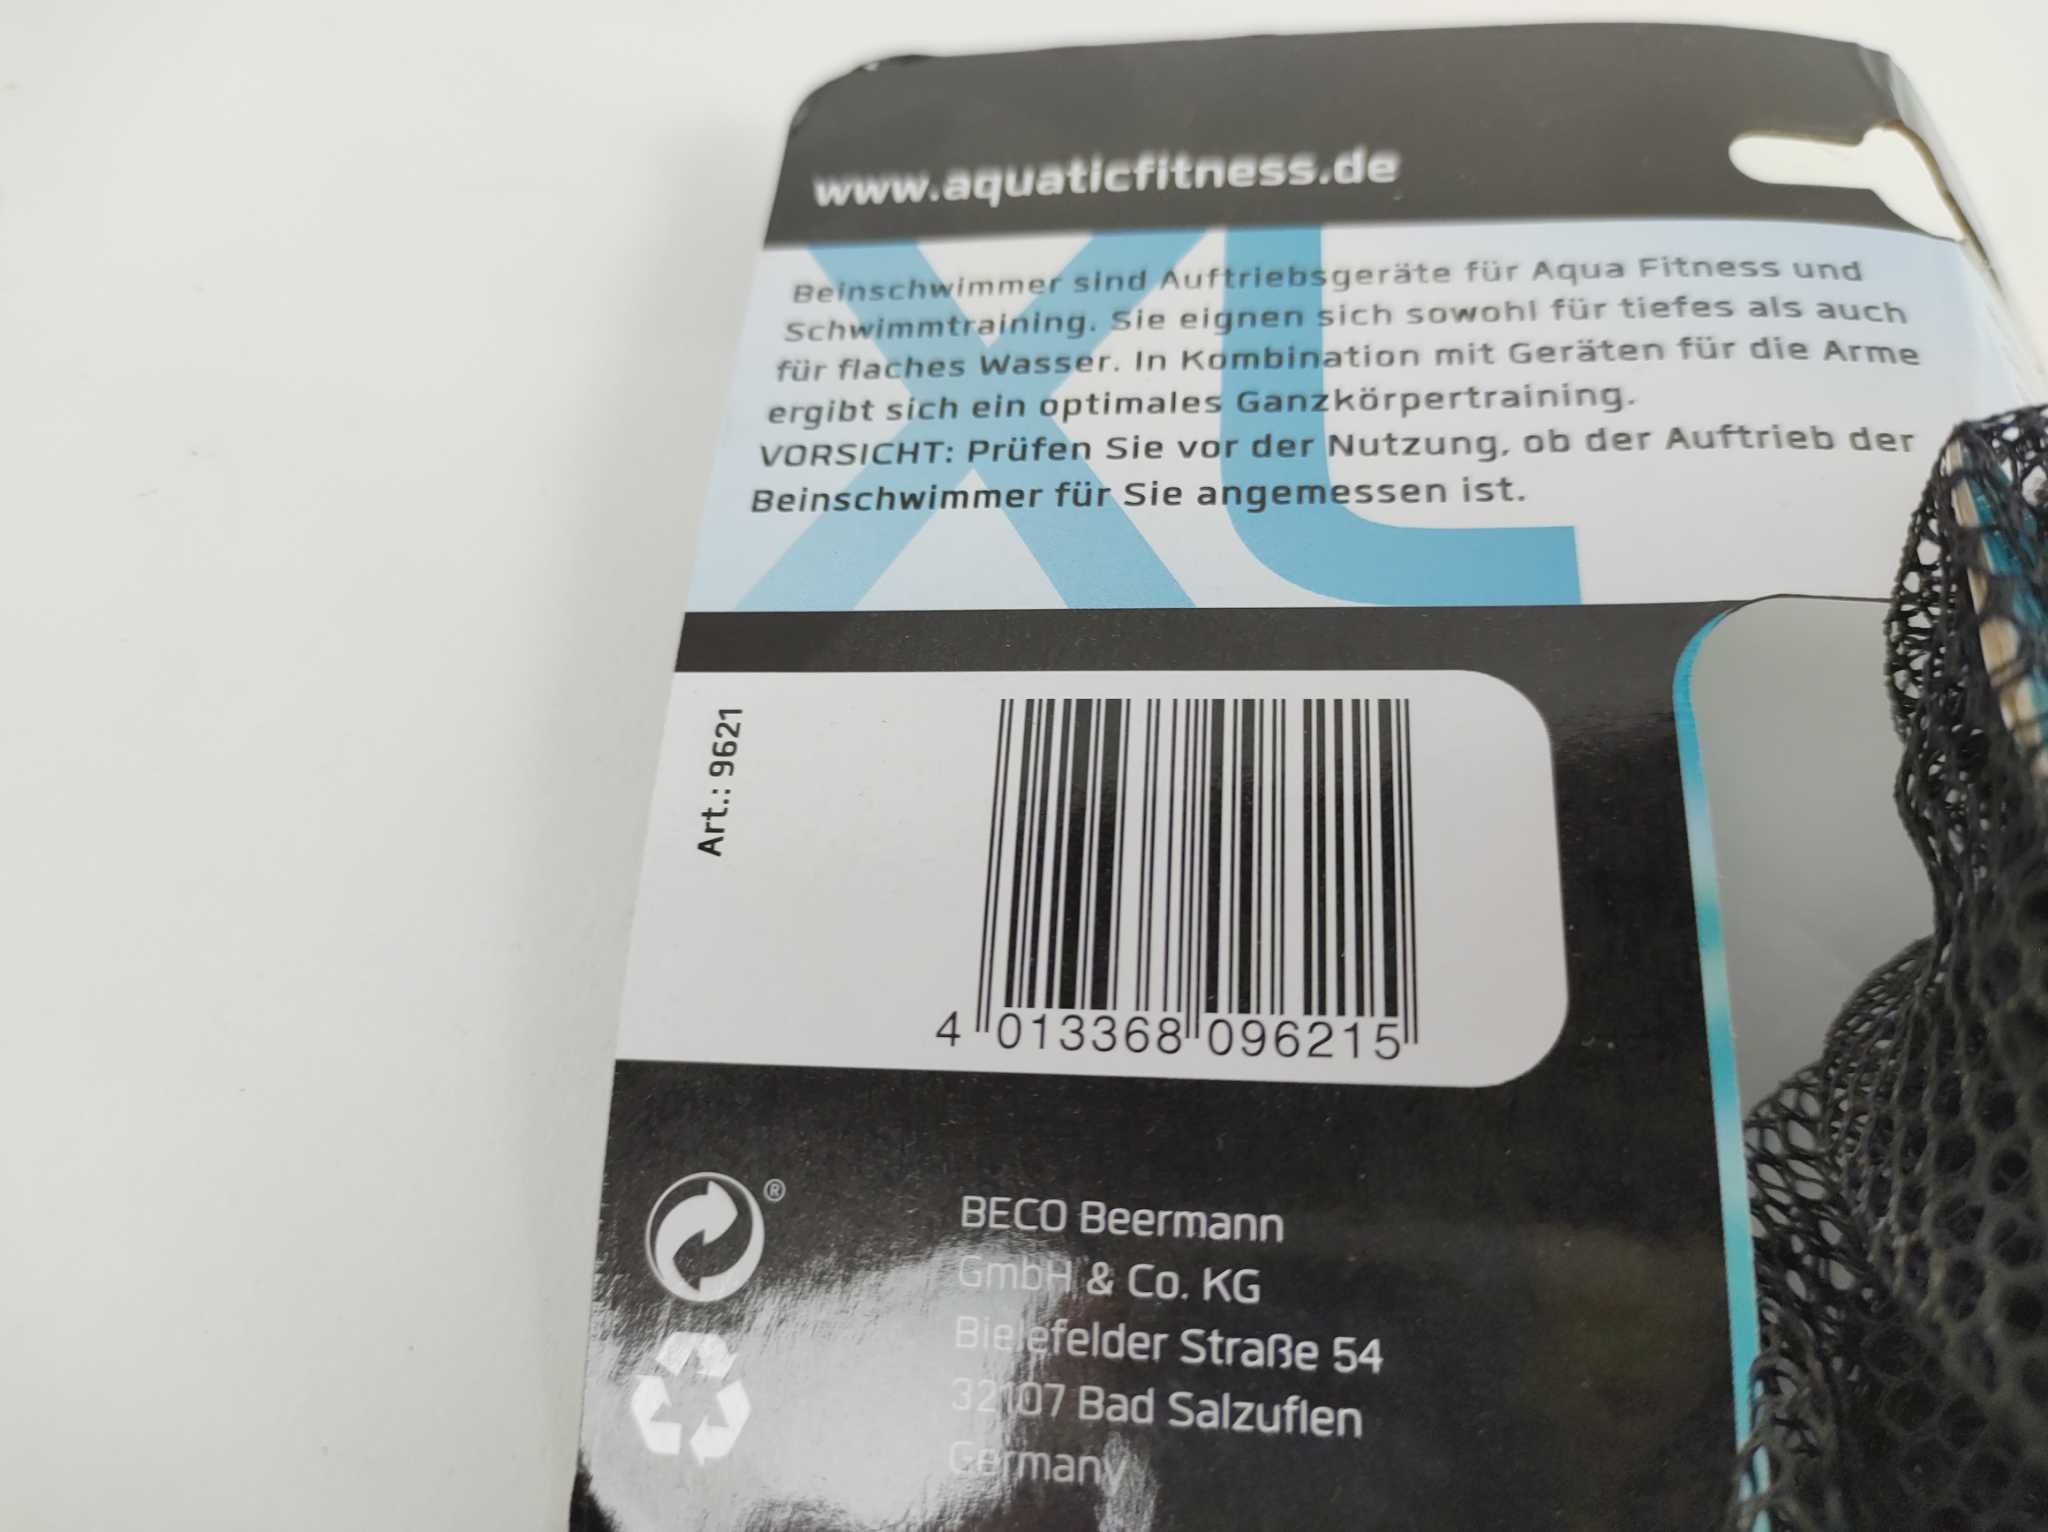 www.aquaticfitness.de
XL
Beinschwimmer sind Auftriebsgeräte für Aqua Fitness und
Schwimmtraining. Sie eignen sich sowohl für tiefes als auch
für flaches Wasser. In Kombination mit Geräten für die Arme
ergibt sich ein optimales Ganzkörpertraining.
VORSICHT: Prüfen Sie vor der Nutzung, ob der Auftrieb der
Beinschwimmer für Sie angemessen ist.
Art.: 9621
4 013368 096215
®
BECO Beermann
GmbH & Co. KG
Bielefelder Straße 54
32107 Bad Salzuflen
Germany